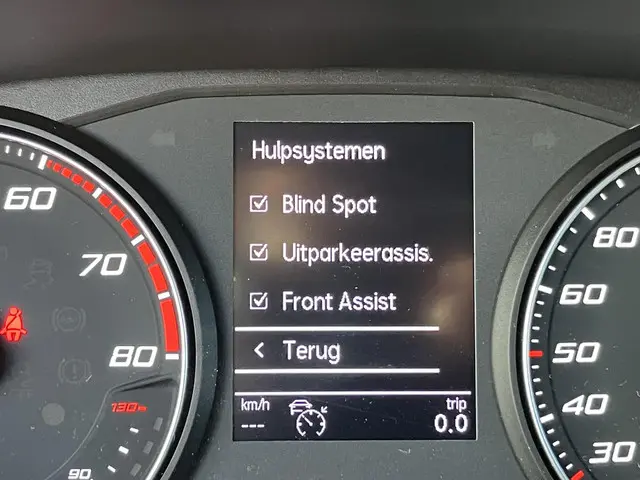 Hulpsystemen
Blind Spot
Uitparkeerassis.
Front Assist
Terug
km/h
trip
---
0.0
60
70
80
130
90
80
60
50
40
30